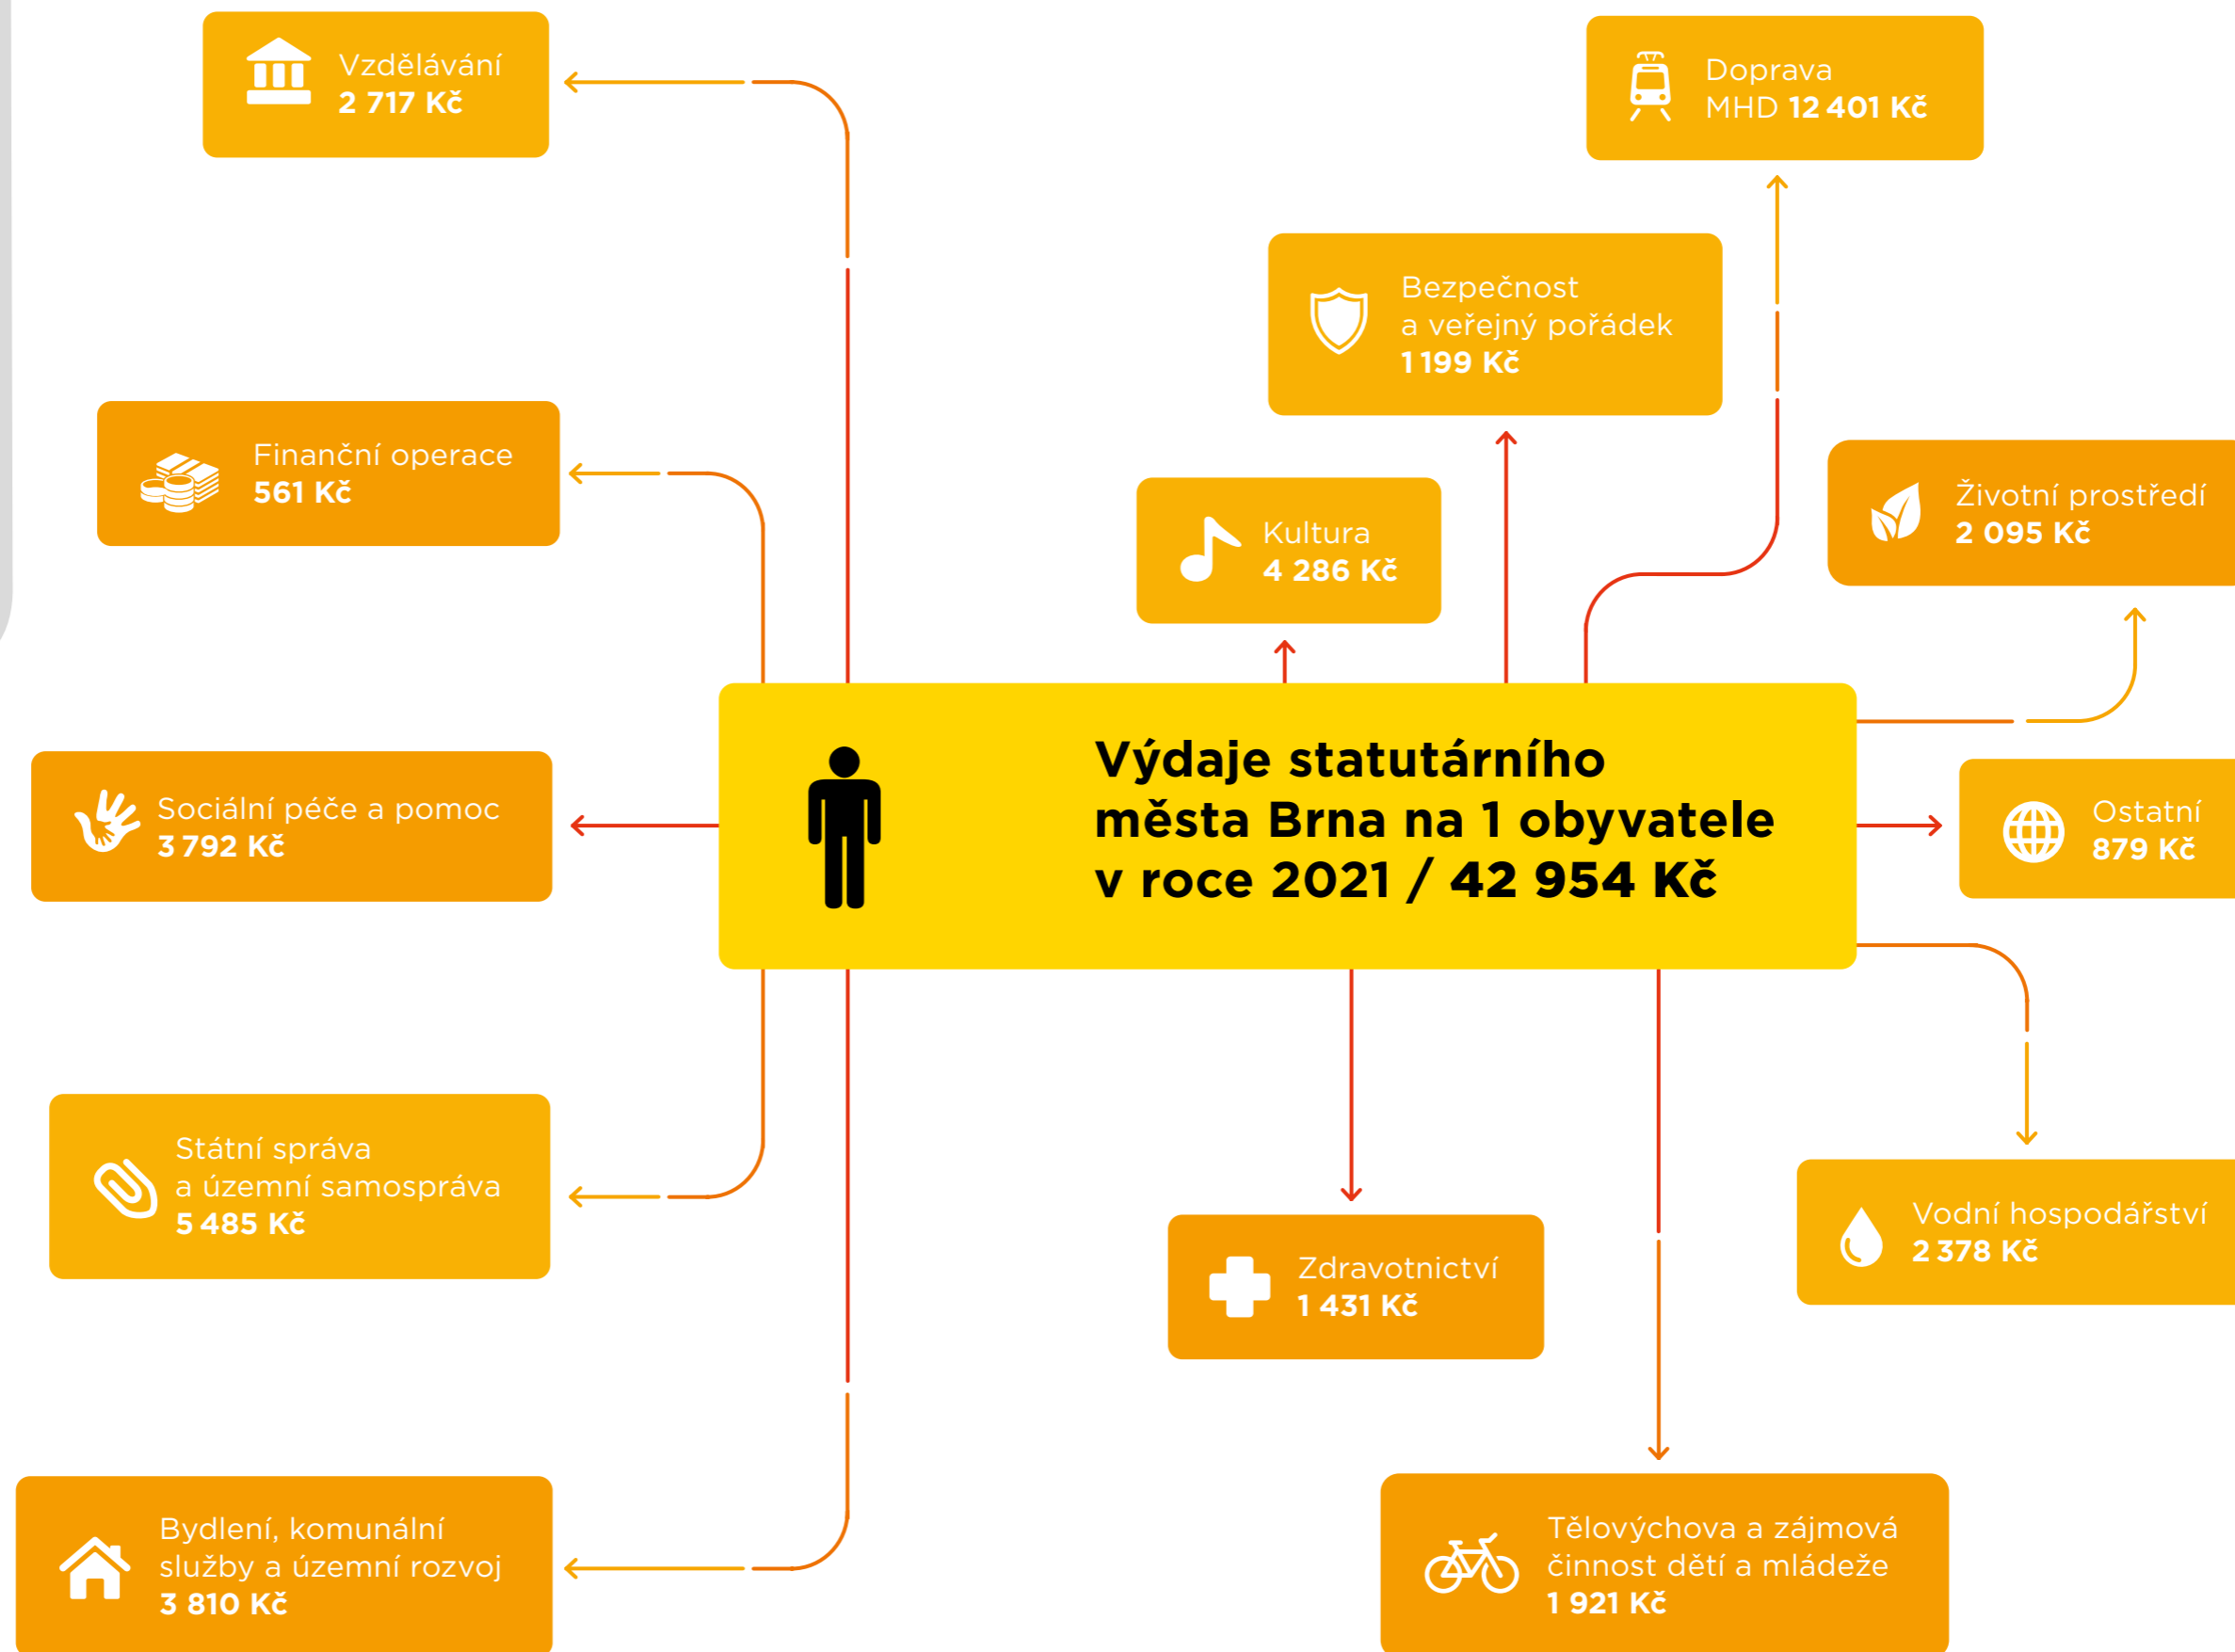 Vzdělávání
2 717 Kč
Doprava
MHD 12 401 Kč
Bezpečnost
a veřejný pořádek
1 199 Kč
Finanční operace
561 Kč
Kultura
4 286 Kč
Životní prostředí
2 095 Kč
Sociální péče a pomoc
3 792 Kč
Výdaje statutárního
města Brna na 1 obyvatele
v roce 2021 / 42 954 Kč
Ostatní
879 Kč
Státní správa
a územní samospráva
5 485 Kč
Zdravotnictví
1 431 Kč
Vodní hospodářství
2 378 Kč
Bydlení, komunální
služby a územní rozvoj
3 810 Kč
Tělovýchova a zájmová
činnost dětí a mládeže
1 921 Kč